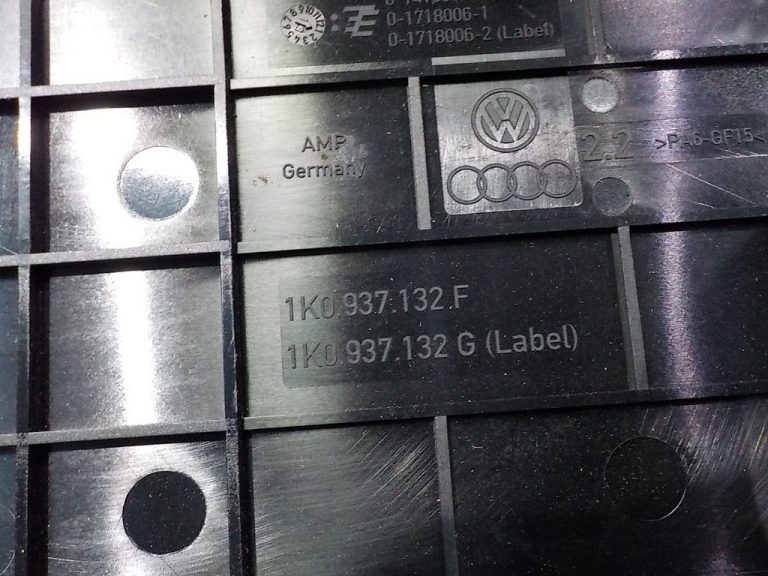 0-1718006-1
0-1718006-2 (Label)
AMP
Germany
2.2
>PA6-GF15<
1K0.937.132.F
1K0.937.132 G (Label)